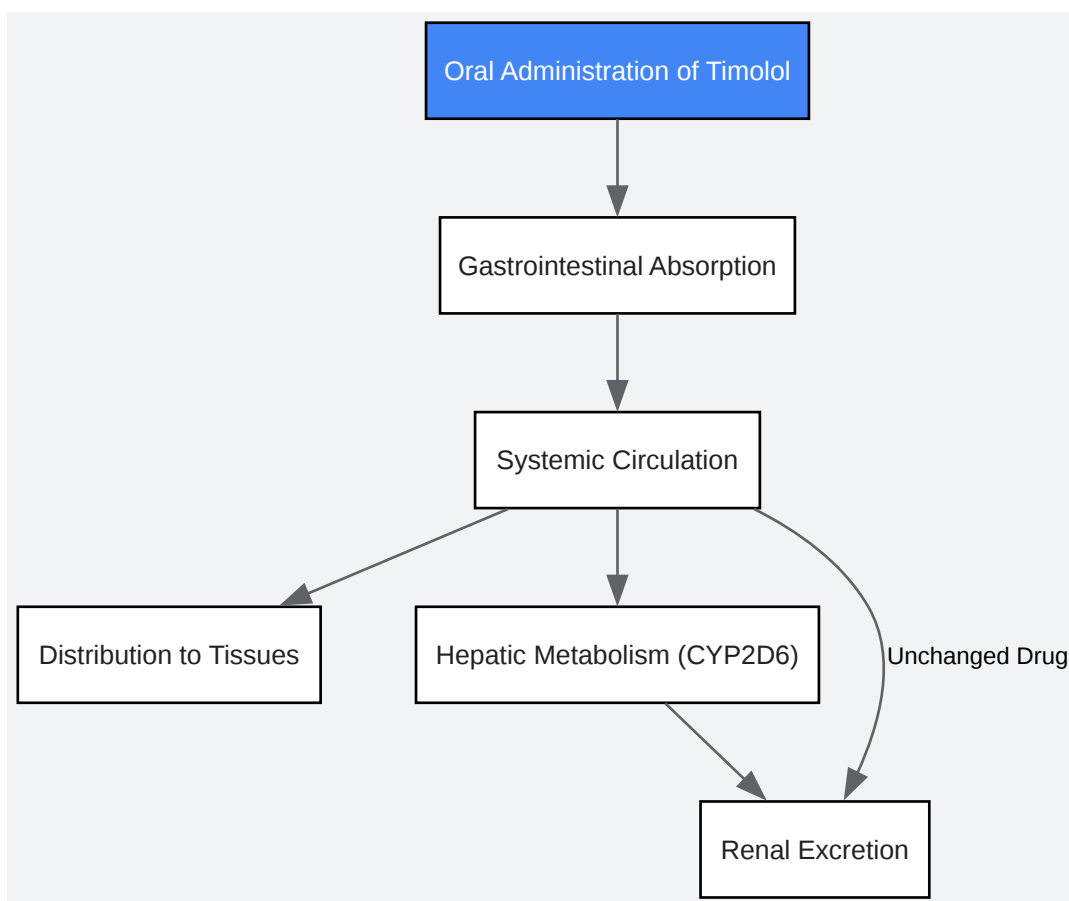 Oral Administration of Timolol
Gastrointestinal Absorption
Systemic Circulation
Distribution to Tissues
Hepatic Metabolism (CYP2D6)
Unchanged Drug
Renal Excretion